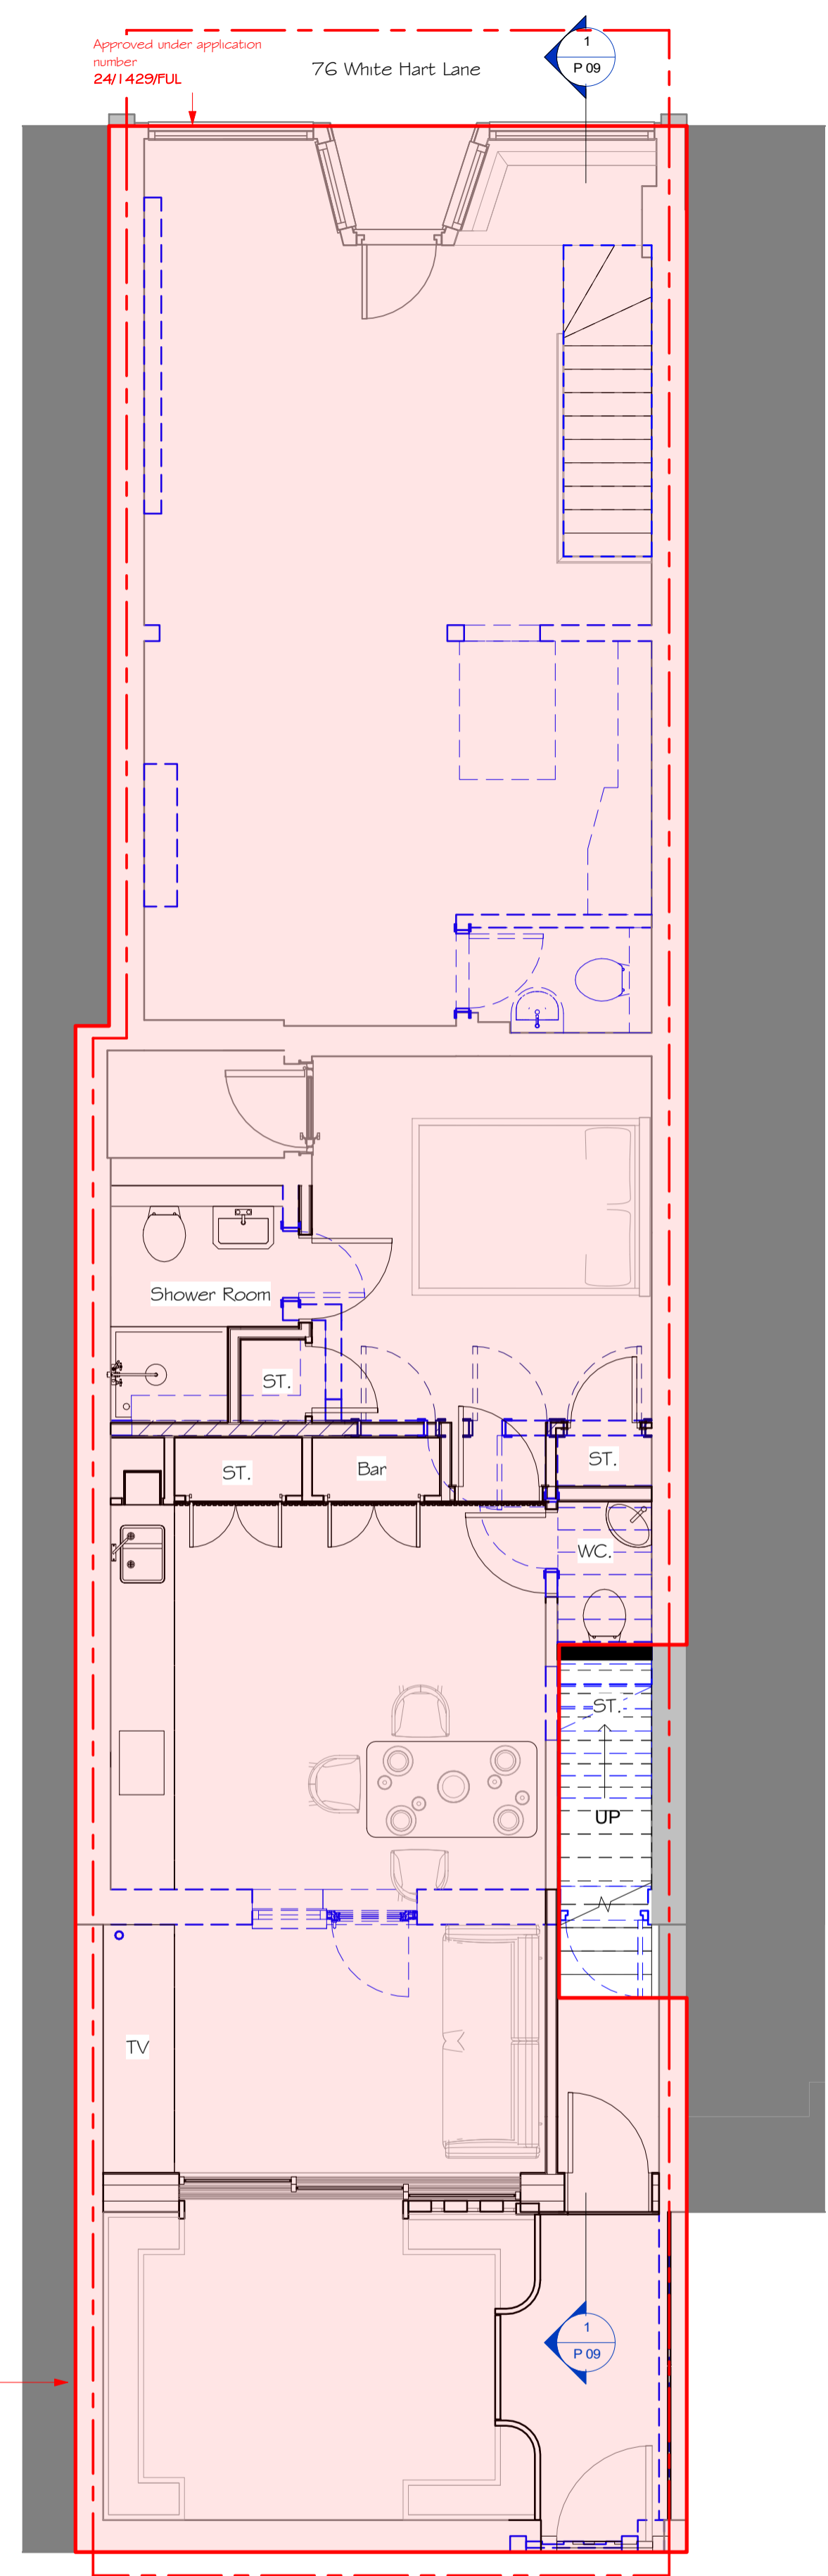 Approved under application
number
24/1429/FUL
76 White Hart Lane
1
P 09
Shower Room
ST.
ST.
Bar
ST.
WC.
ST.
UP
TV
1
P 09